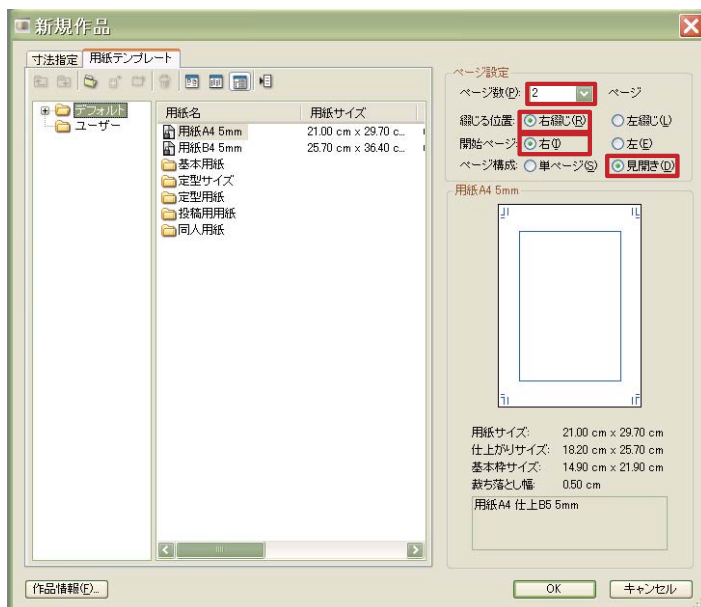 新規作品
寸法指定 用紙テンプレート
デフォルト
ユーザー
用紙名 用紙サイズ
用紙A4 5mm 21.00 cm x 29.70 c...
用紙B4 5mm 25.70 cm x 36.40 c...
基本用紙
定型サイズ
定型用紙
投稿用用紙
同人用紙
ページ設定
ページ数(P): 2 ページ
綴じる位置: 右綴じ(R) 左綴じ(L)
開始ページ: 右(I) 左(E)
ページ構成: 単ページ(S) 見開き(D)
用紙A4 5mm
用紙サイズ: 21.00 cm x 29.70 cm
仕上がりサイズ: 18.20 cm x 25.70 cm
基本枠サイズ: 14.90 cm x 21.90 cm
裁ち落とし幅: 0.50 cm
用紙A4 仕上B5 5mm
作品情報(F)... OK キャンセル